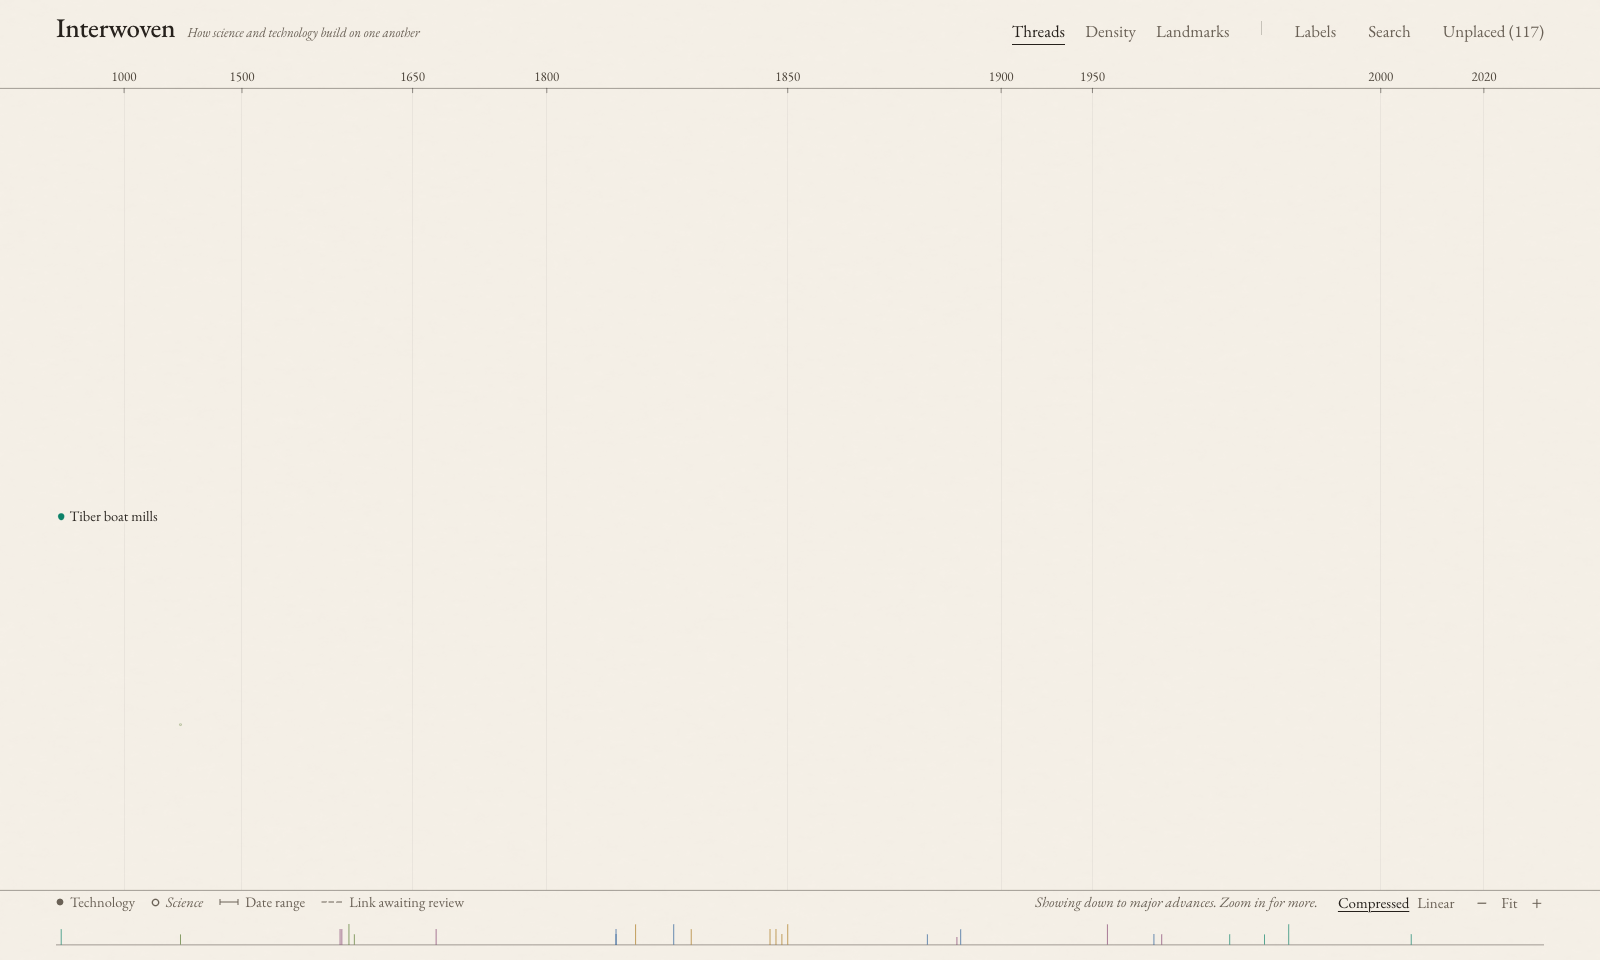 Interwoven How science and technology build on one another
Threads Density Landmarks Labels Search Unplaced (117)
1000 1500 1650 1800 1850 1900 1950 2000 2020
Tiber boat mills
Technology Science Date range Link awaiting review
Showing down to major advances. Zoom in for more. Compressed Linear − Fit +